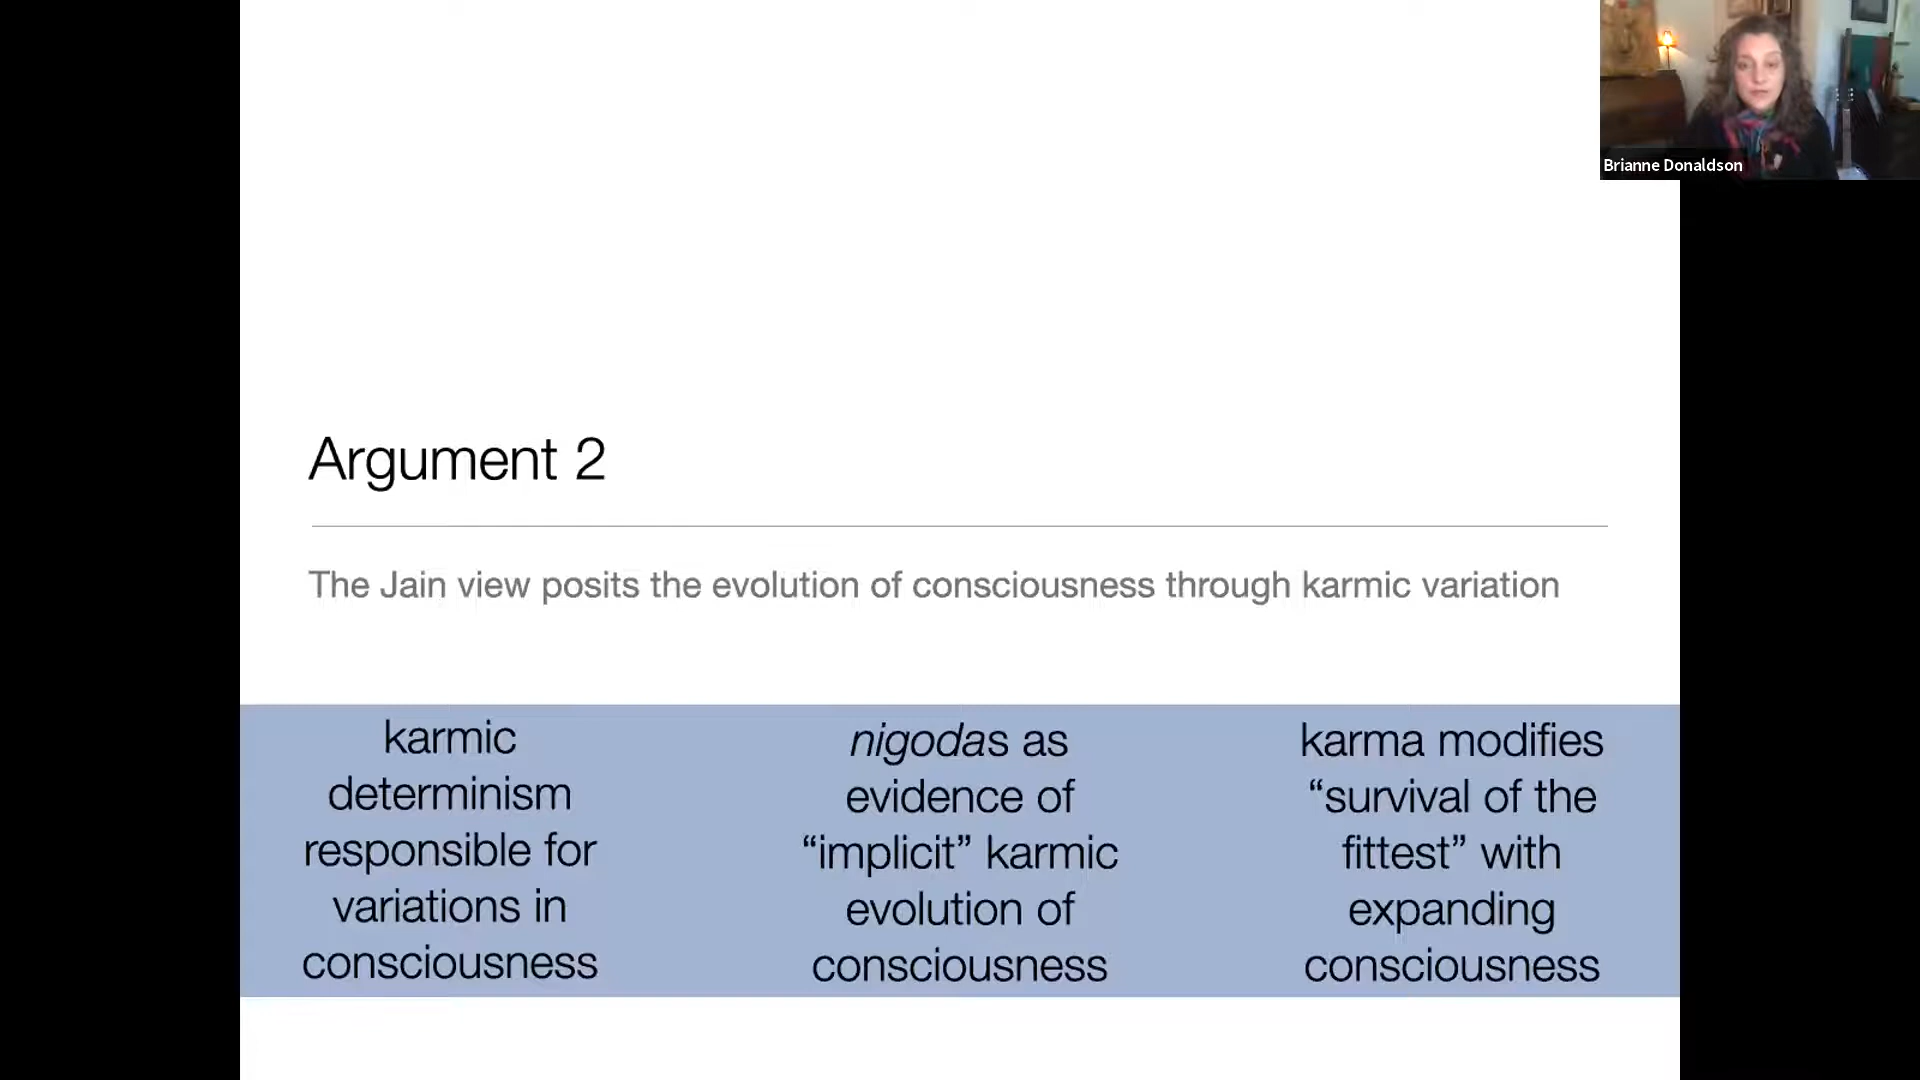 Brianne Donaldson
Argument 2
The Jain view posits the evolution of consciousness through karmic variation
karmic
determinism
responsible for
variations in
consciousness
nigodas as
evidence of
“implicit” karmic
evolution of
consciousness
karma modifies
“survival of the
fittest” with
expanding
consciousness